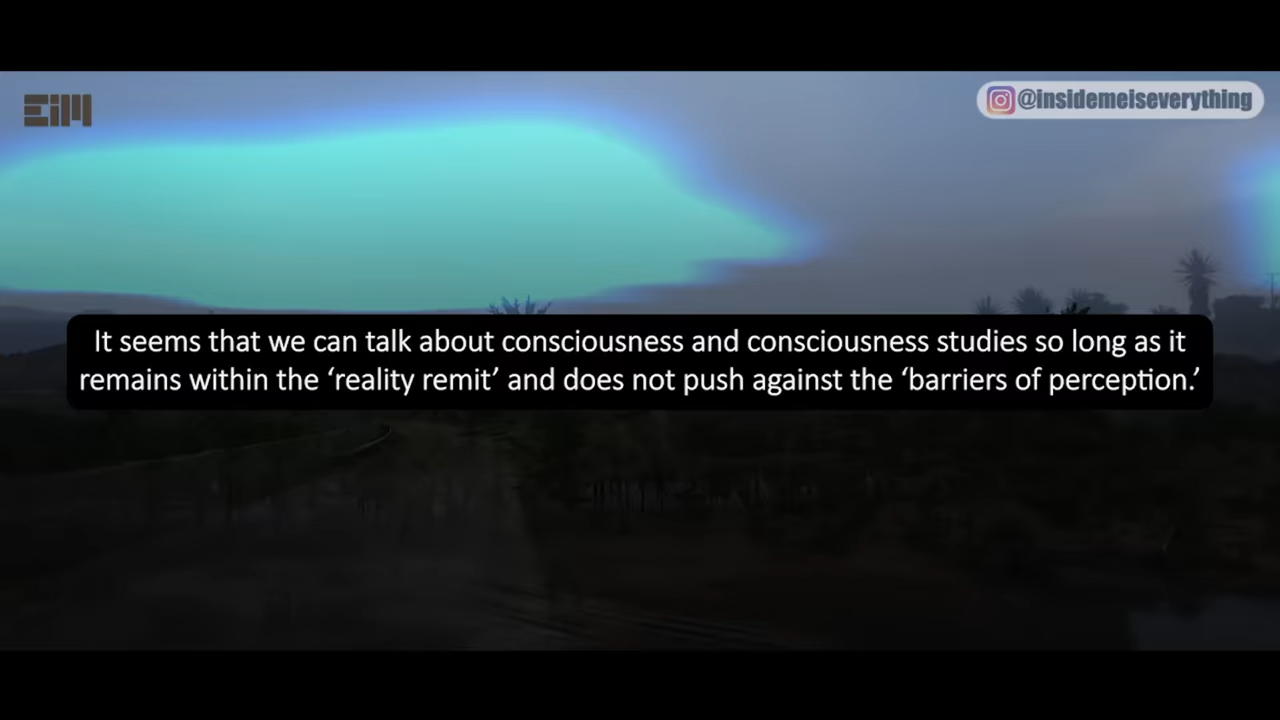 EiM
@insidemeiseverything
It seems that we can talk about consciousness and consciousness studies so long as it
remains within the ‘reality remit’ and does not push against the ‘barriers of perception.’